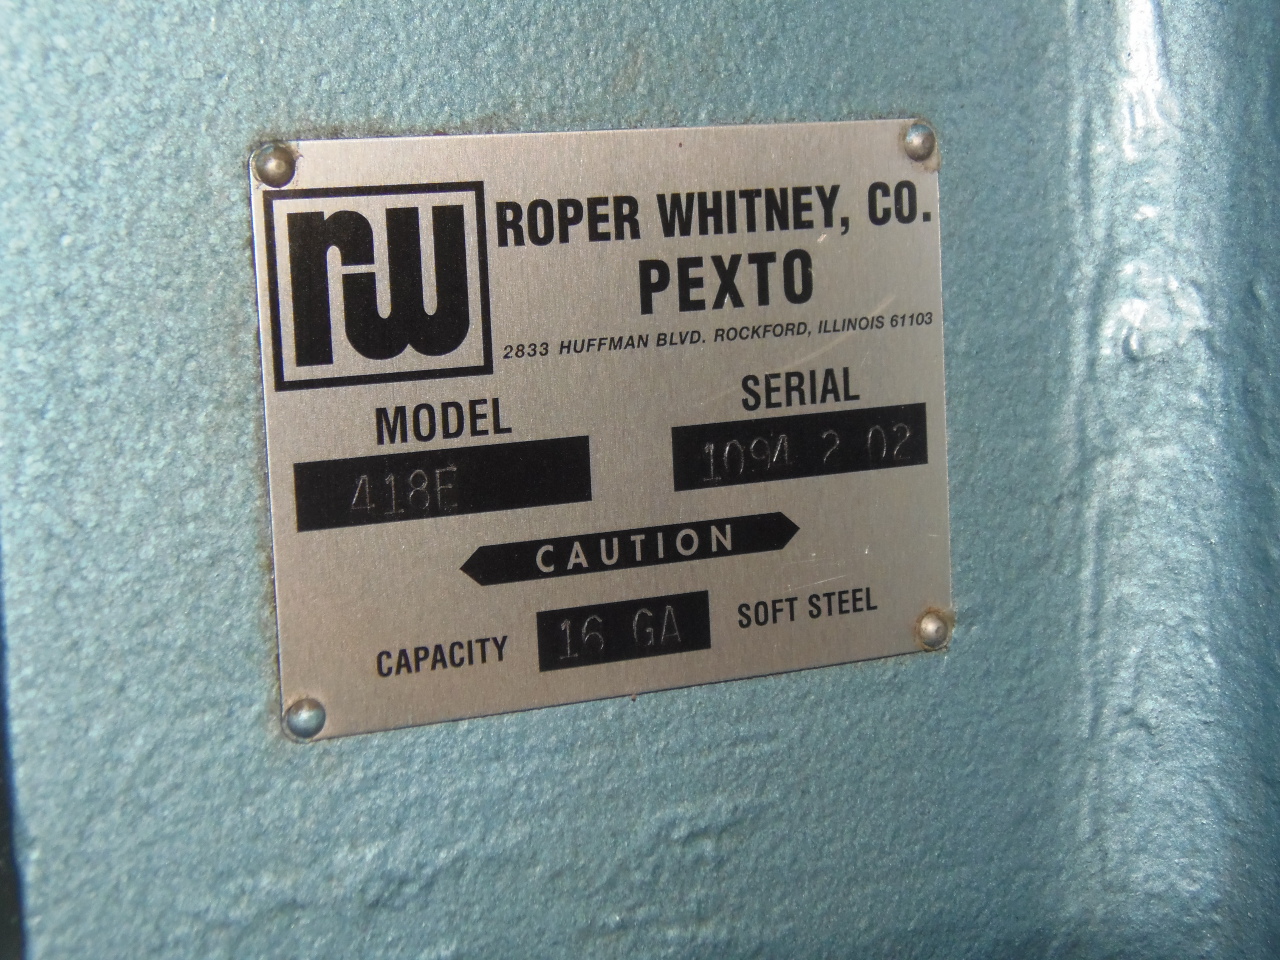 rw
ROPER WHITNEY, CO.
PEXTO
2833 HUFFMAN BLVD. ROCKFORD, ILLINOIS 61103
MODEL
418E
SERIAL
1094 2 02
CAUTION
CAPACITY 16 GA SOFT STEEL